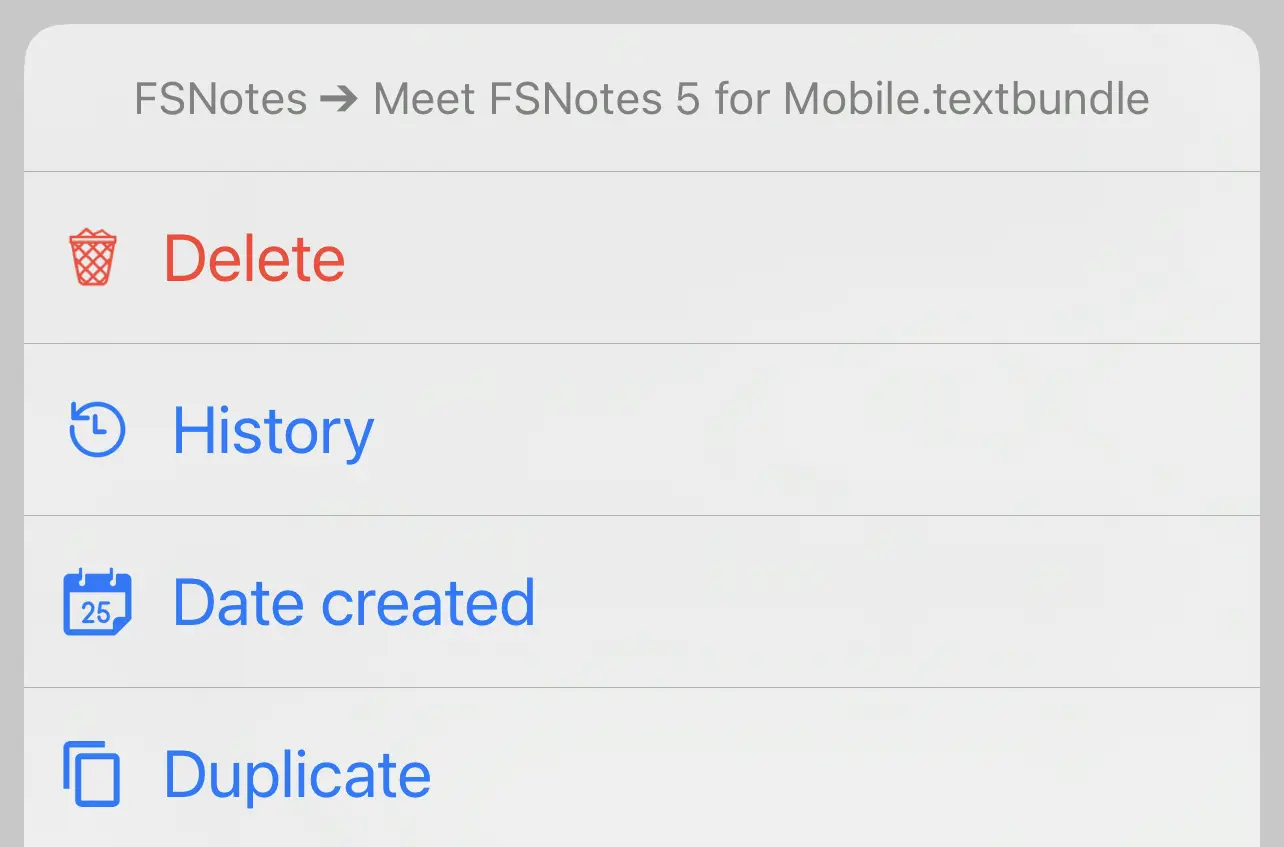 FSNotes ➔ Meet FSNotes 5 for Mobile.textbundle
Delete
History
25
Date created
Duplicate